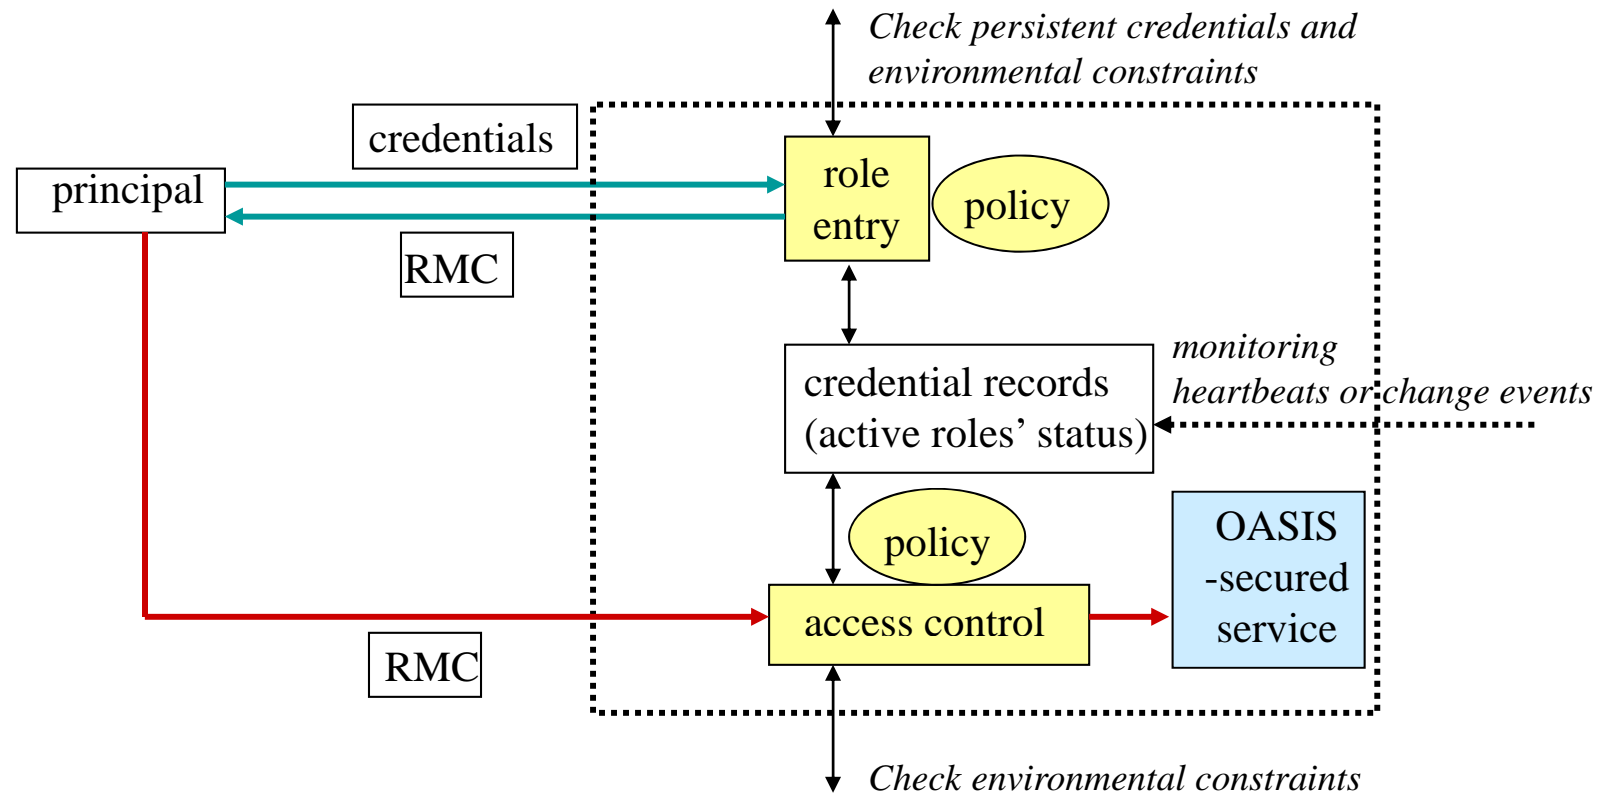 Check persistent credentials and
environmental constraints
credentials
principal
role
entry
policy
RMC
monitoring
heartbeats or change events
credential records
(active roles’ status)
policy
OASIS
-secured
service
access control
RMC
Check environmental constraints